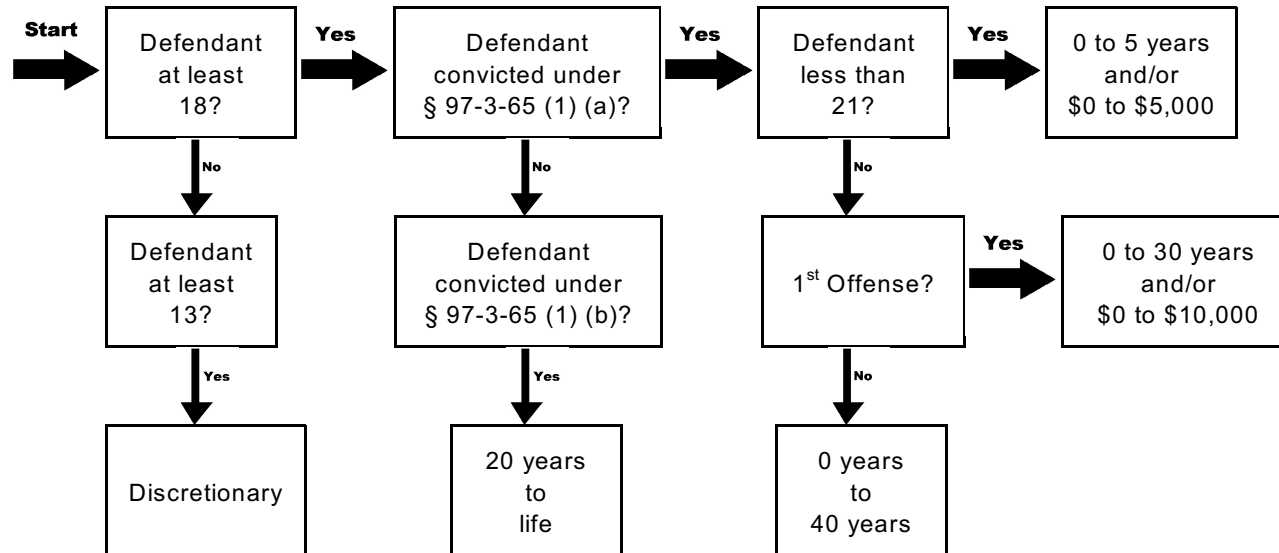 Start
Defendant
at least
18?
Yes
Defendant
convicted under
§ 97-3-65 (1) (a)?
Yes
Defendant
less than
21?
Yes
0 to 5 years
and/or
$0 to $5,000
No
No
No
Defendant
at least
13?
Defendant
convicted under
§ 97-3-65 (1) (b)?
1st Offense?
Yes
0 to 30 years
and/or
$0 to $10,000
Yes
Yes
No
Discretionary
20 years
to
life
0 years
to
40 years